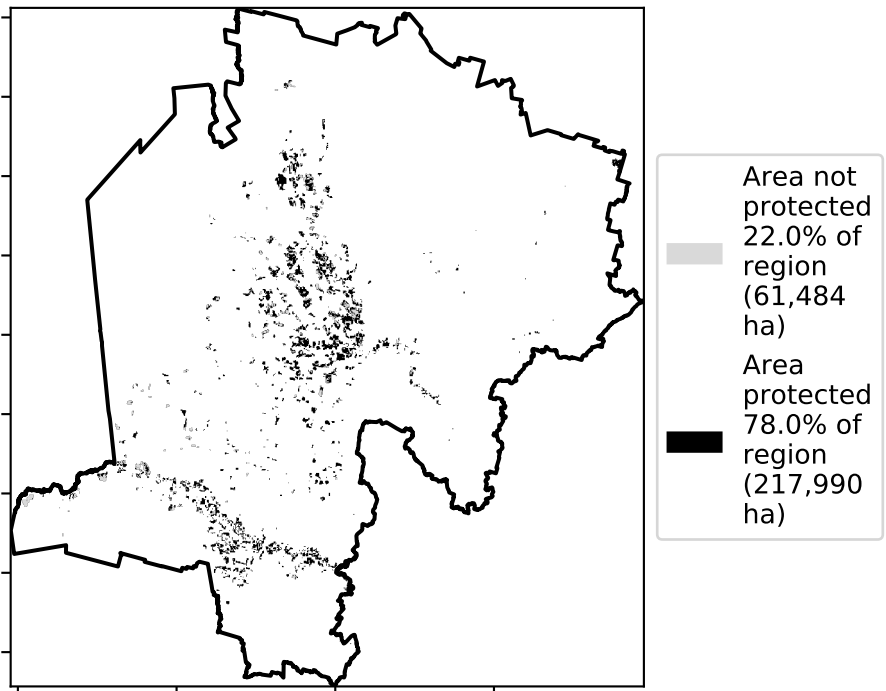 Area not
protected
22.0% of
region
(61,484
ha)
Area
protected
78.0% of
region
(217,990
ha)